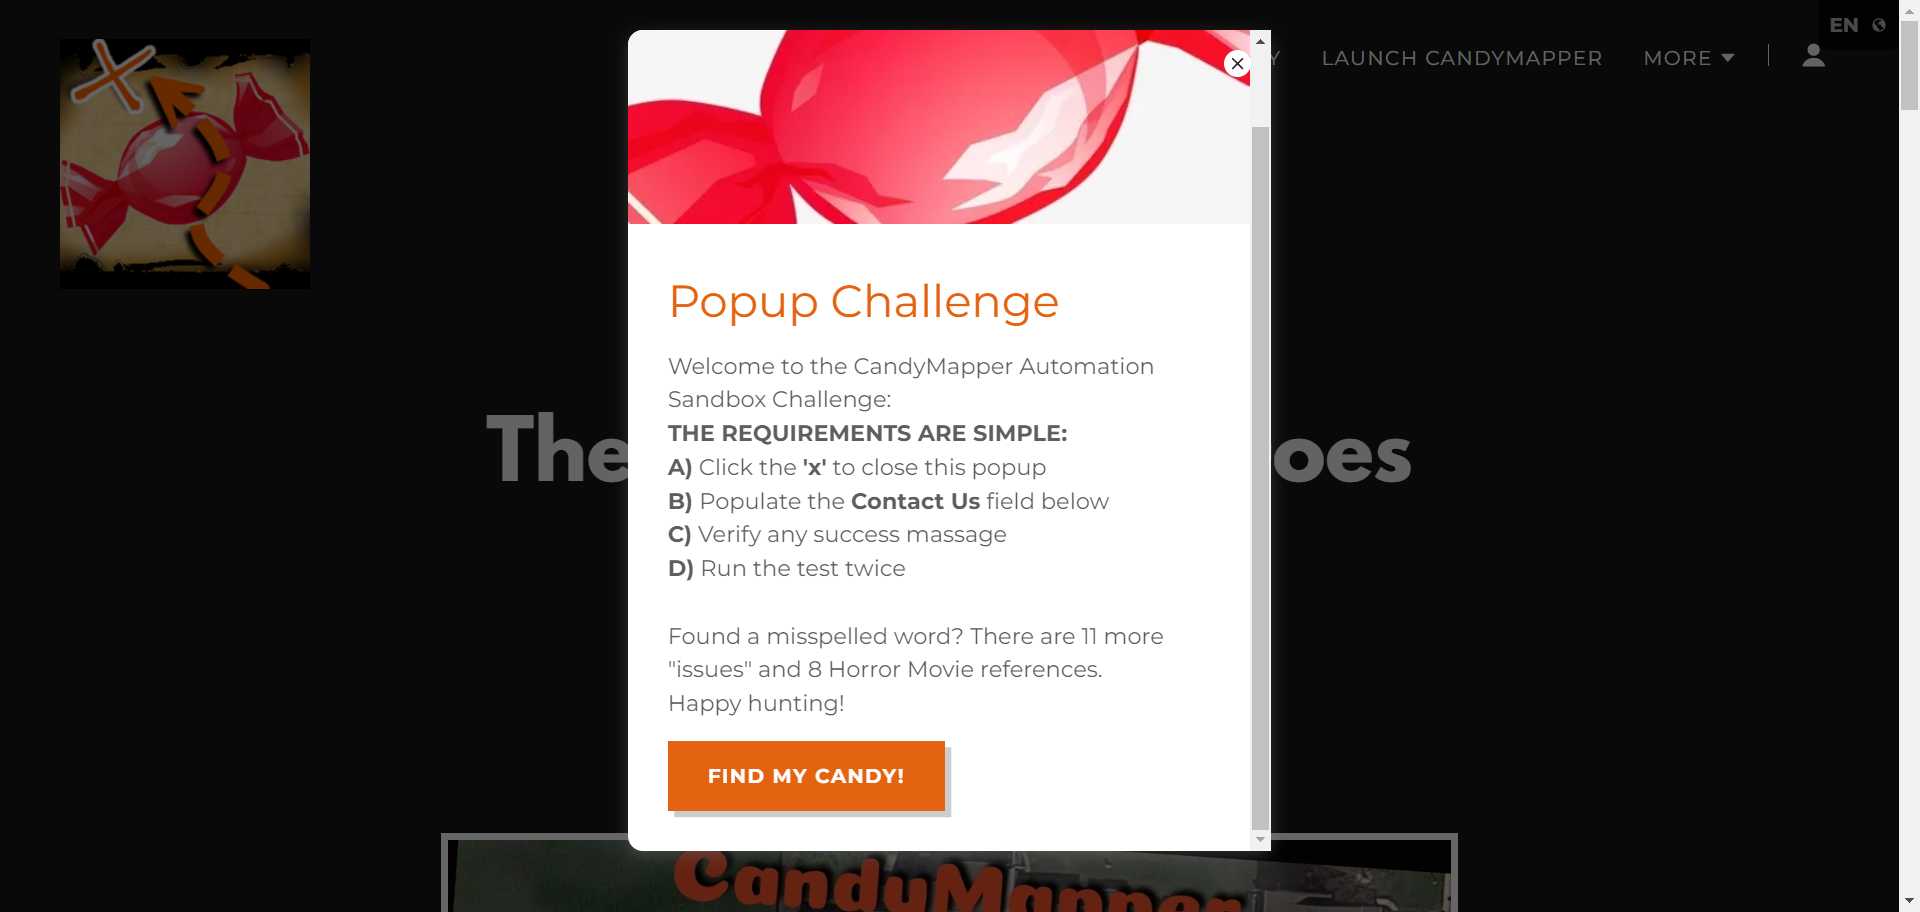 EN
Y LAUNCH CANDYMAPPER MORE
Popup Challenge
Welcome to the CandyMapper Automation
Sandbox Challenge:
THE REQUIREMENTS ARE SIMPLE:
A) Click the 'x' to close this popup
B) Populate the Contact Us field below
C) Verify any success massage
D) Run the test twice
Found a misspelled word? There are 11 more
"issues" and 8 Horror Movie references.
Happy hunting!
FIND MY CANDY!
The oes
CandyMapper